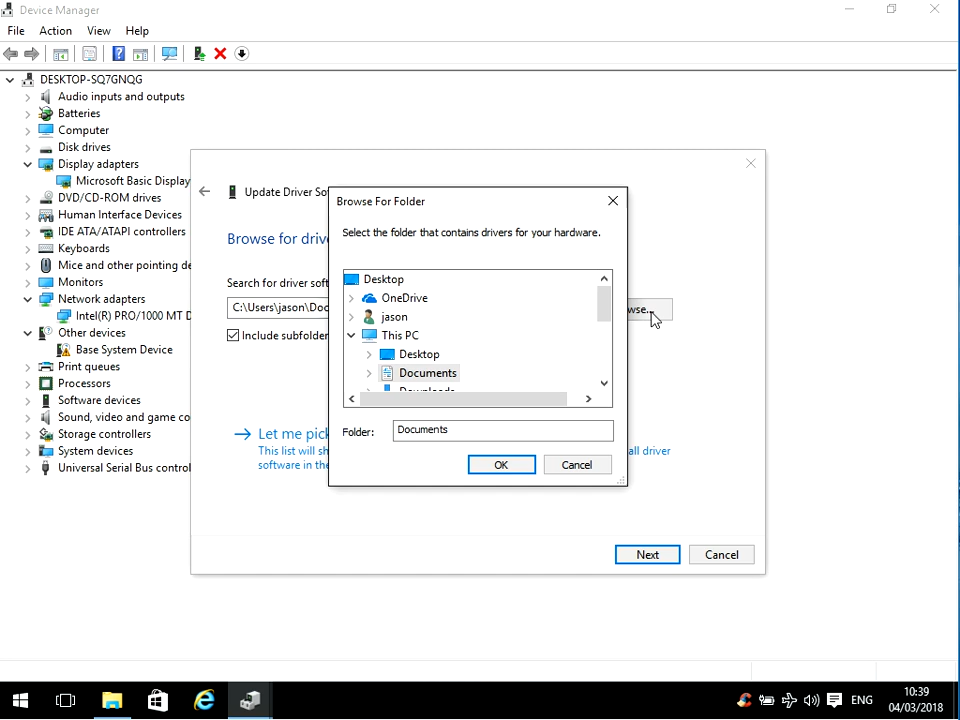 Device Manager
File Action View Help
DESKTOP-SQ7GNQG
Audio inputs and outputs
Batteries
Computer
Disk drives
Display adapters
Microsoft Basic Display
DVD/CD-ROM drives
Human Interface Devices
IDE ATA/ATAPI controllers
Keyboards
Mice and other pointing de
Monitors
Network adapters
Intel(R) PRO/1000 MT D
Other devices
Base System Device
Print queues
Processors
Software devices
Sound, video and game co
Storage controllers
System devices
Universal Serial Bus control
Update Driver So
Browse for drive
Search for driver soft
C:\Users\jason\Doc
wse...
Include subfolder
Let me pick
This list will sh
all driver
software in the
Next Cancel
Browse For Folder
Select the folder that contains drivers for your hardware.
Desktop
OneDrive
jason
This PC
Desktop
Documents
Downloads
Folder: Documents
OK Cancel
ENG
10:39
04/03/2018